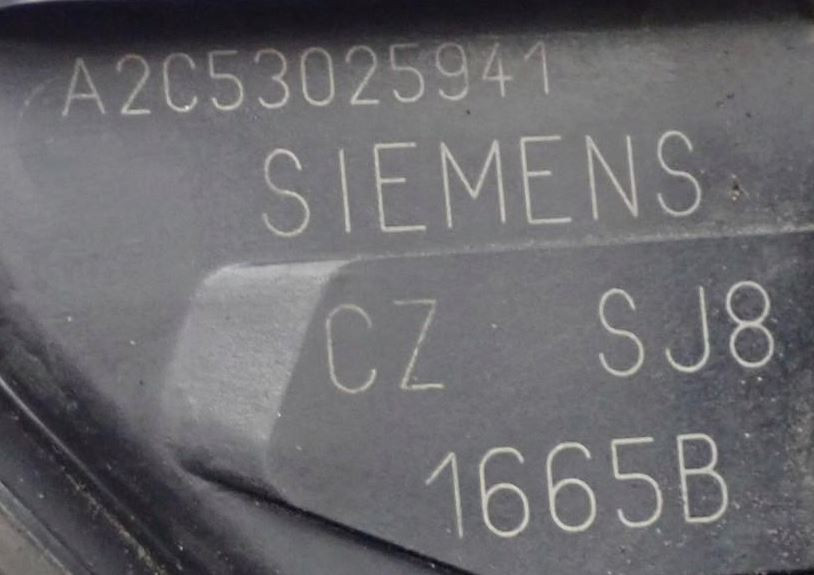 A2C53025941
SIEMENS
CZ SJ8
1665B